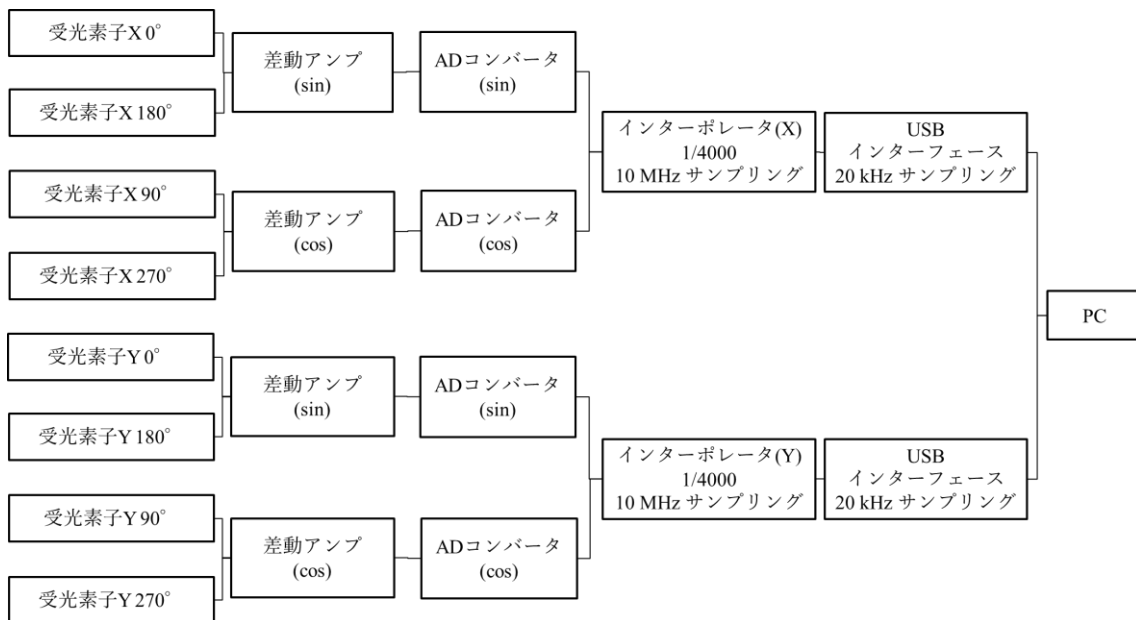 受光素子X 0°
受光素子X 180°
差動アンプ
(sin)
ADコンバータ
(sin)
受光素子X 90°
受光素子X 270°
差動アンプ
(cos)
ADコンバータ
(cos)
インターポレータ(X)
1/4000
10 MHz サンプリング
USB
インターフェース
20 kHz サンプリング
受光素子Y 0°
受光素子Y 180°
差動アンプ
(sin)
ADコンバータ
(sin)
受光素子Y 90°
受光素子Y 270°
差動アンプ
(cos)
ADコンバータ
(cos)
インターポレータ(Y)
1/4000
10 MHz サンプリング
USB
インターフェース
20 kHz サンプリング
PC